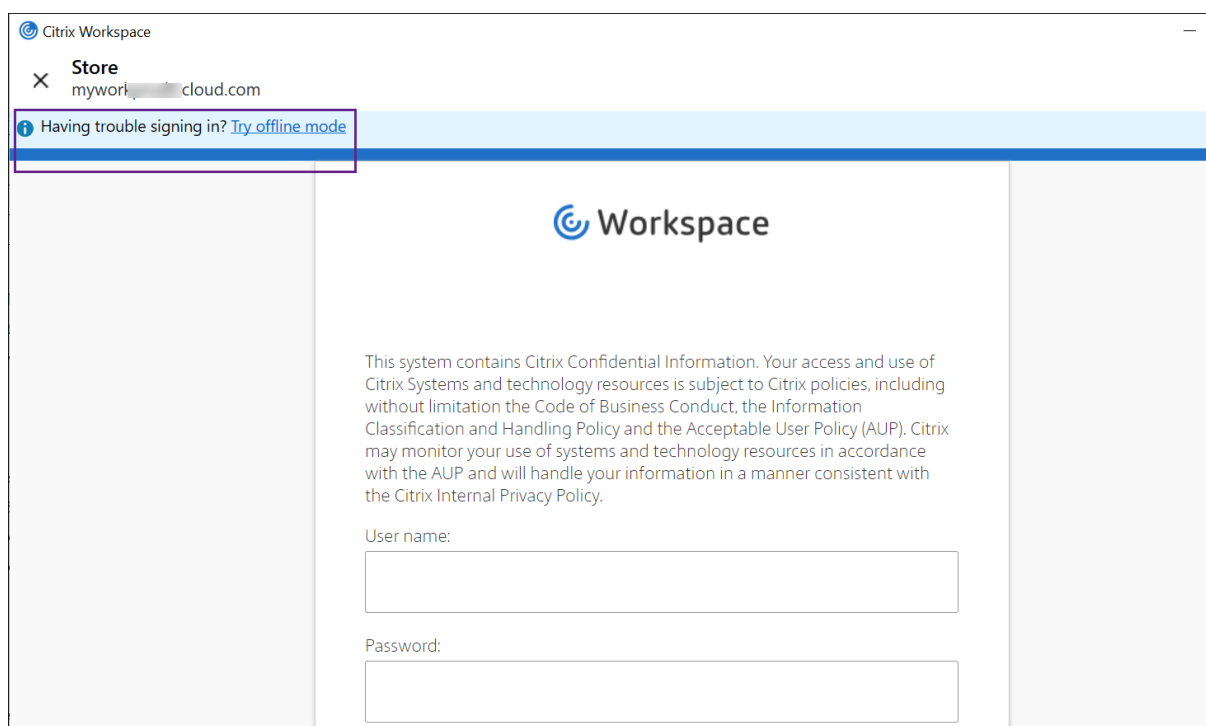 Citrix Workspace
Store
mywork cloud.com
Having trouble signing in? Try offline mode
Workspace
This system contains Citrix Confidential Information. Your access and use of
Citrix Systems and technology resources is subject to Citrix policies, including
without limitation the Code of Business Conduct, the Information
Classification and Handling Policy and the Acceptable User Policy (AUP). Citrix
may monitor your use of systems and technology resources in accordance
with the AUP and will handle your information in a manner consistent with
the Citrix Internal Privacy Policy.
User name:
Password: